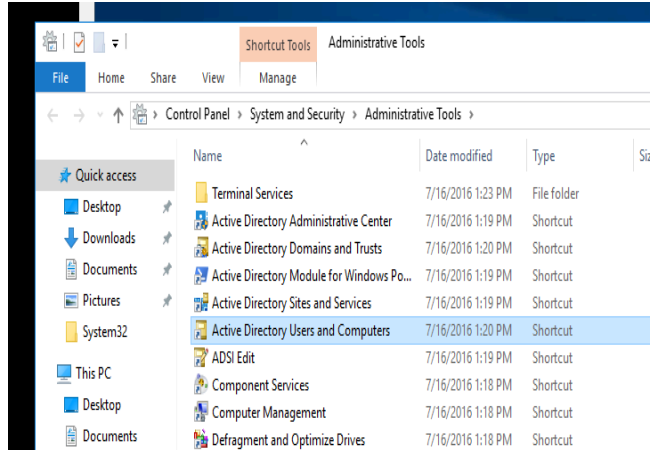 Shortcut Tools Administrative Tools
File Home Share View Manage
Control Panel > System and Security > Administrative Tools >
Name Date modified Type
Quick access
Terminal Services 7/16/2016 1:23 PM File folder
Desktop
Active Directory Administrative Center 7/16/2016 1:19 PM Shortcut
Downloads
Active Directory Domains and Trusts 7/16/2016 1:20 PM Shortcut
Documents
Active Directory Module for Windows Po... 7/16/2016 1:19 PM Shortcut
Pictures
Active Directory Sites and Services 7/16/2016 1:19 PM Shortcut
System32
Active Directory Users and Computers 7/16/2016 1:20 PM Shortcut
ADSI Edit 7/16/2016 1:19 PM Shortcut
This PC
Component Services 7/16/2016 1:18 PM Shortcut
Desktop
Computer Management 7/16/2016 1:18 PM Shortcut
Documents
Defragment and Optimize Drives 7/16/2016 1:18 PM Shortcut